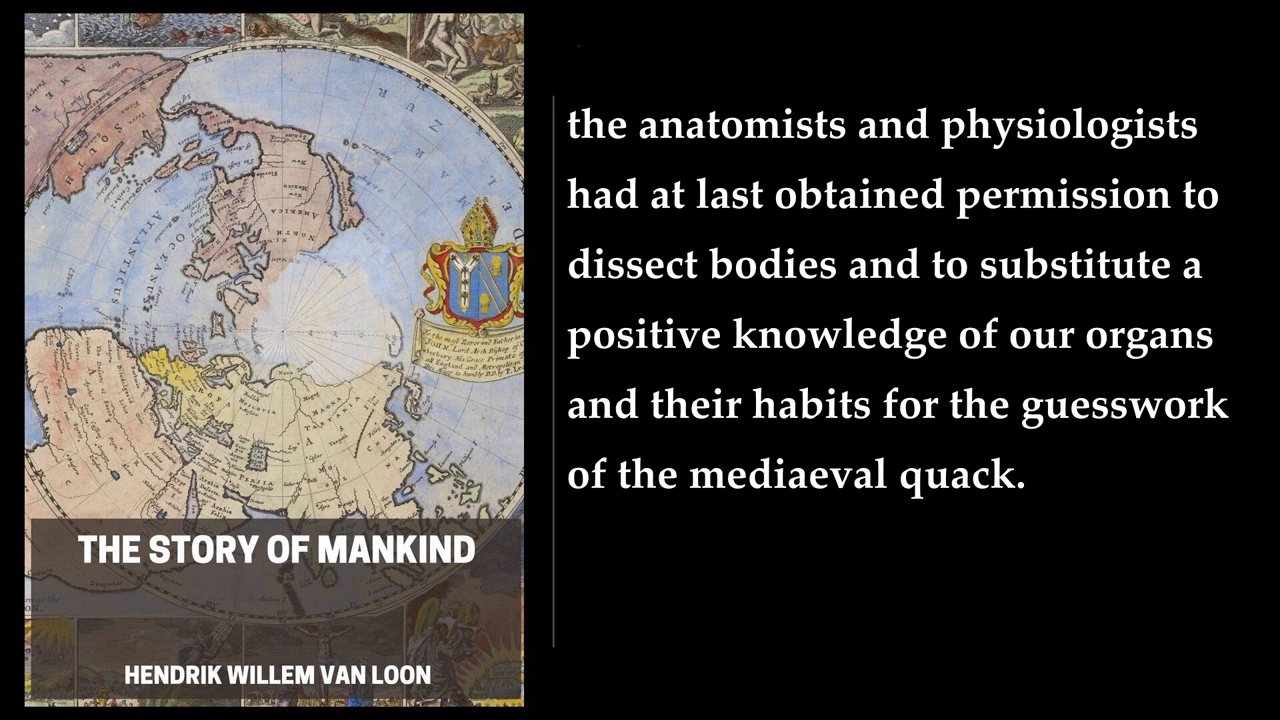 THE STORY OF MANKIND
HENDRIK WILLEM VAN LOON
the anatomists and physiologists
had at last obtained permission to
dissect bodies and to substitute a
positive knowledge of our organs
and their habits for the guesswork
of the mediaeval quack.